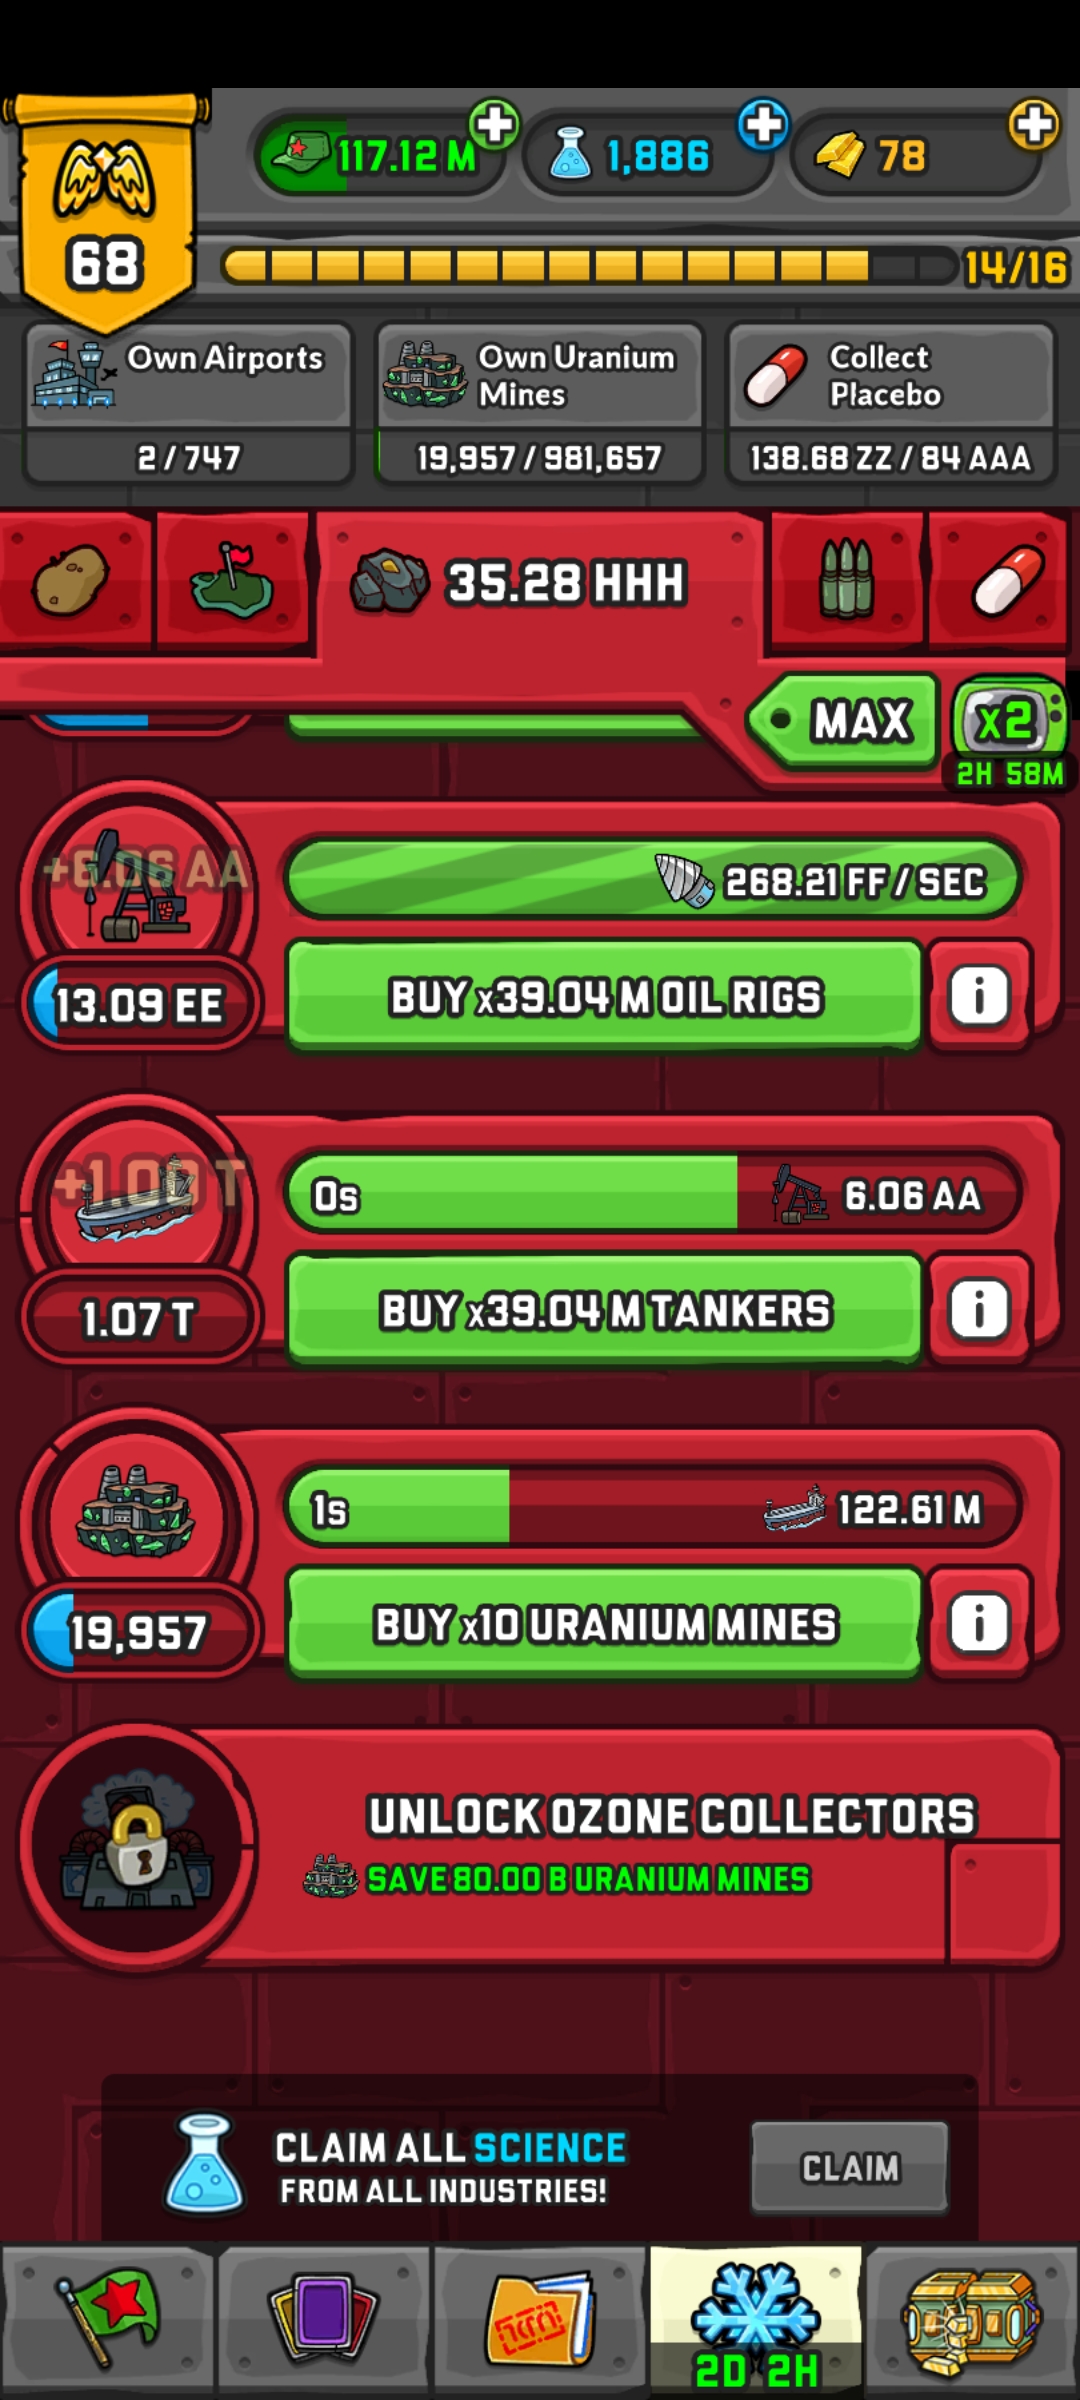 117.12 M
1,886
78
68
14/16
Own Airports
2 / 747
Own Uranium
Mines
19,957 / 981,657
Collect
Placebo
138.68 ZZ / 84 AAA
35.28 HHH
MAX
x2
2H 58M
+6.06 AA
268.21 FF / SEC
13.09 EE
BUY x39.04 M OIL RIGS
i
0s
6.06 AA
1.07 T
BUY x39.04 M TANKERS
i
1s
122.61 M
19,957
BUY x10 URANIUM MINES
i
UNLOCK OZONE COLLECTORS
SAVE 80.00 B URANIUM MINES
CLAIM ALL SCIENCE
FROM ALL INDUSTRIES!
CLAIM
2D 2H